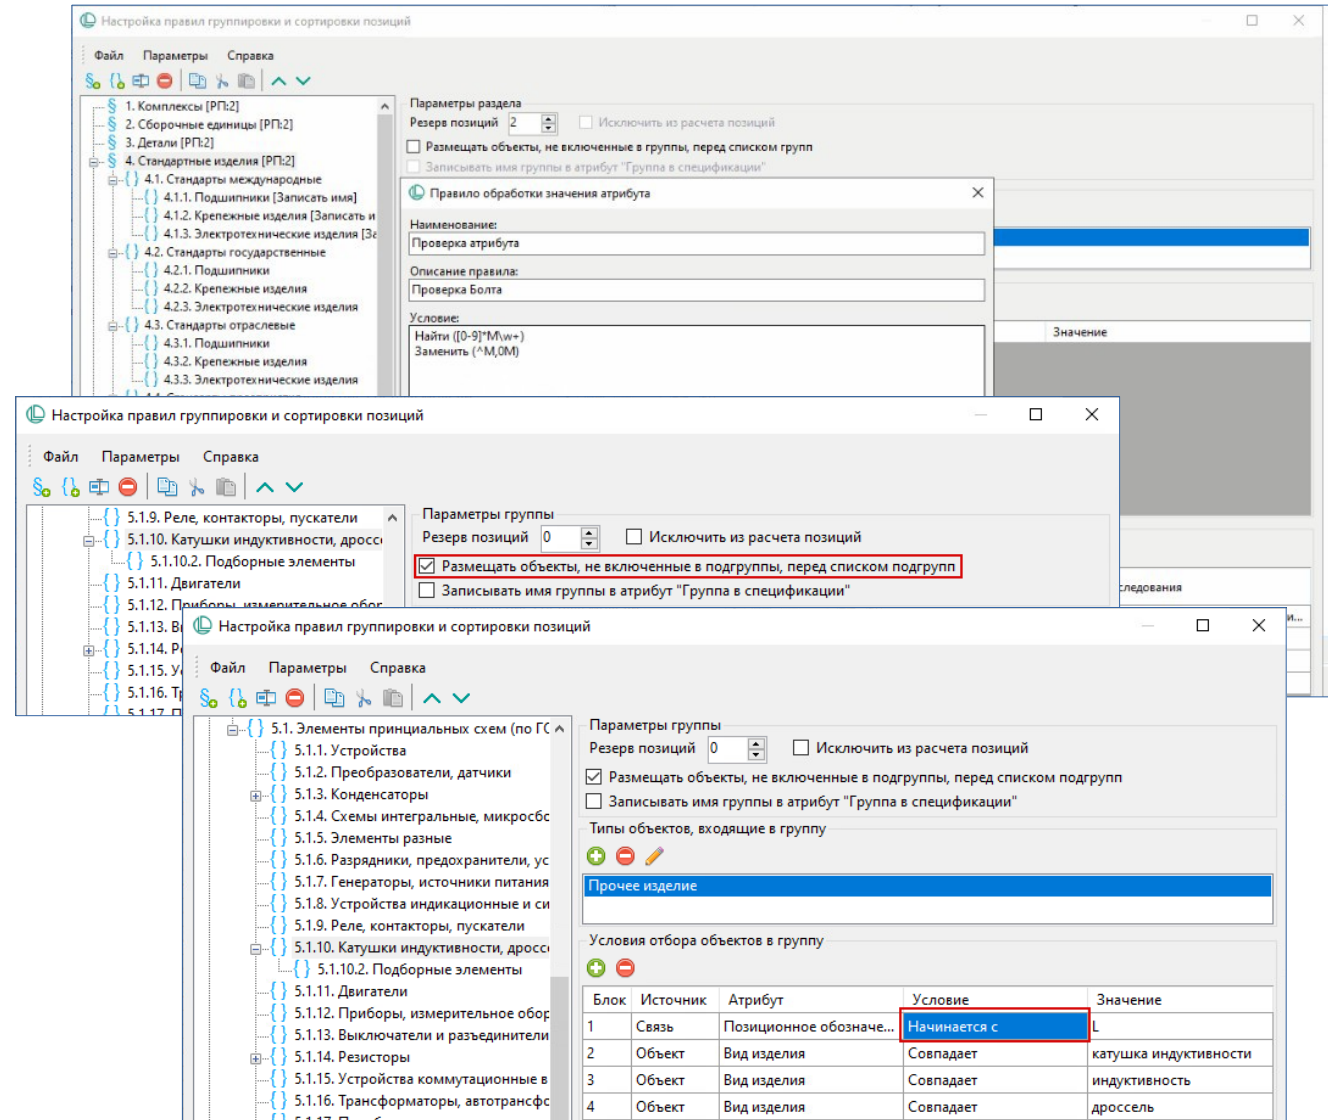 Настройка правил группировки и сортировки позиций
Файл Параметры Справка
1. Комплексы [РП:2]
2. Сборочные единицы [РП:2]
3. Детали [РП:2]
4. Стандартные изделия [РП:2]
4.1. Стандарты международные
4.1.1. Подшипники [Записать имя]
4.1.2. Крепежные изделия [Записать и
4.1.3. Электротехнические изделия [За
4.2. Стандарты государственные
4.2.1. Подшипники
4.2.2. Крепежные изделия
4.2.3. Электротехнические изделия
4.3. Стандарты отраслевые
4.3.1. Подшипники
4.3.2. Крепежные изделия
4.3.3. Электротехнические изделия
Параметры раздела
Резерв позиций 2 Исключить из расчета позиций
Размещать объекты, не включенные в группы, перед списком групп
Записывать имя группы в атрибут "Группа в спецификации"
Правило обработки значения атрибута
Наименование:
Проверка атрибута
Описание правила:
Проверка Болта
Условие:
Найти ([0-9]*М\w+)
Заменить (^М,0М)
Значение
следования
и...
Настройка правил группировки и сортировки позиций
Файл Параметры Справка
5.1.9. Реле, контакторы, пускатели
5.1.10. Катушки индуктивности, дроссе
5.1.10.2. Подборные элементы
5.1.11. Двигатели
5.1.12. Приборы, измерительное обор
5.1.13. В
5.1.14. Р
5.1.15. У
5.1.16. Т
5.1.17. П
Параметры группы
Резерв позиций 0 Исключить из расчета позиций
Размещать объекты, не включенные в подгруппы, перед списком подгрупп
Записывать имя группы в атрибут "Группа в спецификации"
Настройка правил группировки и сортировки позиций
Файл Параметры Справка
5.1. Элементы принципиальных схем (по ГС
5.1.1. Устройства
5.1.2. Преобразователи, датчики
5.1.3. Конденсаторы
5.1.4. Схемы интегральные, микросбо
5.1.5. Элементы разные
5.1.6. Разрядники, предохранители, ус
5.1.7. Генераторы, источники питания
5.1.8. Устройства индикационные и си
5.1.9. Реле, контакторы, пускатели
5.1.10. Катушки индуктивности, дроссе
5.1.10.2. Подборные элементы
5.1.11. Двигатели
5.1.12. Приборы, измерительное обор
5.1.13. Выключатели и разъединители
5.1.14. Резисторы
5.1.15. Устройства коммутационные в
5.1.16. Трансформаторы, автотрансфо
Параметры группы
Резерв позиций 0 Исключить из расчета позиций
Размещать объекты, не включенные в подгруппы, перед списком подгрупп
Записывать имя группы в атрибут "Группа в спецификации"
Типы объектов, входящие в группу
Прочее изделие
Условия отбора объектов в группу
Блок Источник Атрибут Условие Значение
1 Связь Позиционное обозначе... Начинается с L
2 Объект Вид изделия Совпадает катушка индуктивности
3 Объект Вид изделия Совпадает индуктивность
4 Объект Вид изделия Совпадает дроссель